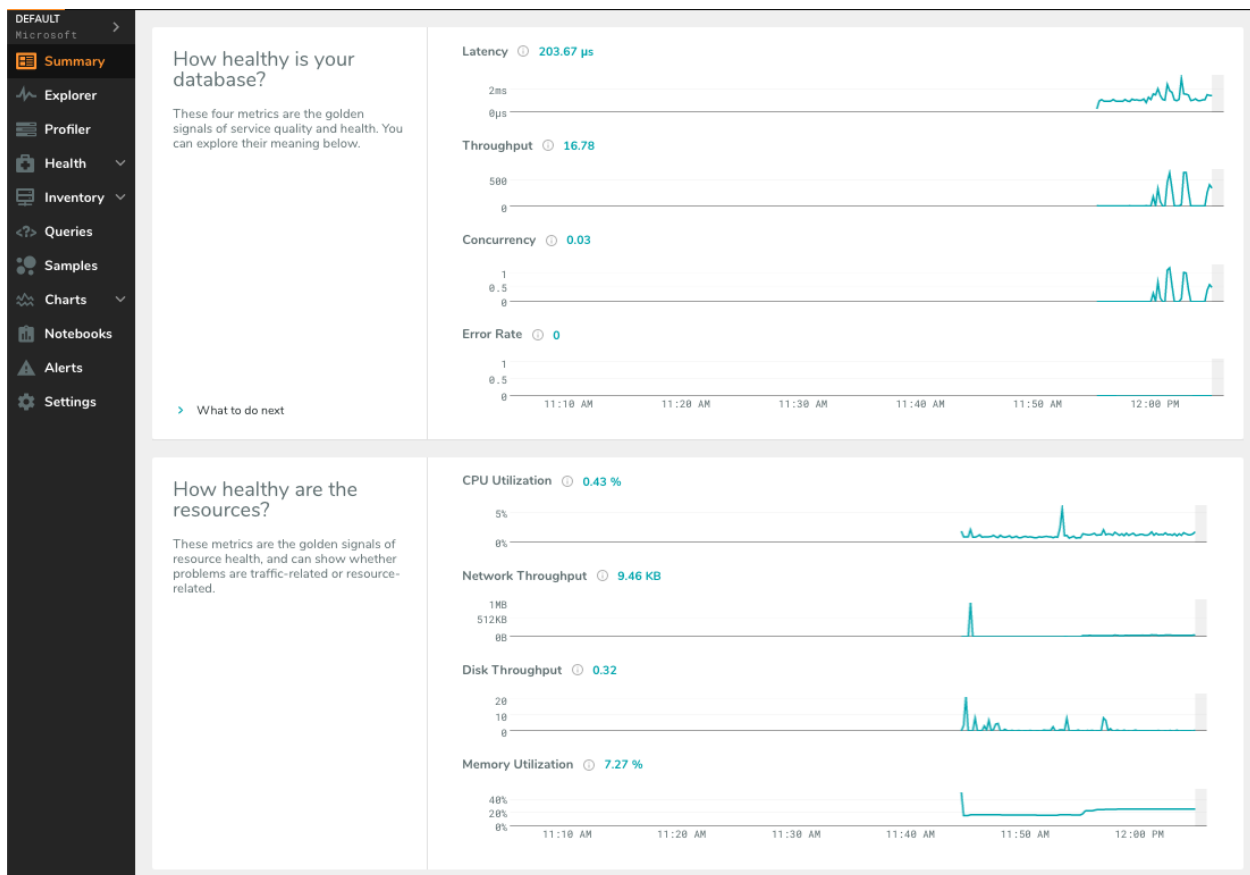 DEFAULT
Microsoft
Summary
Explorer
Profiler
Health
Inventory
Queries
Samples
Charts
Notebooks
Alerts
Settings
How healthy is your
database?
These four metrics are the golden
signals of service quality and health. You
can explore their meaning below.
What to do next
Latency 203.67 µs
2ms
0µs
Throughput 16.78
500
0
Concurrency 0.03
1
0.5
0
Error Rate 0
1
0.5
0
11:10 AM 11:20 AM 11:30 AM 11:40 AM 11:50 AM 12:00 PM
How healthy are the
resources?
These metrics are the golden signals of
resource health, and can show whether
problems are traffic-related or resource-
related.
CPU Utilization 0.43 %
5%
0%
Network Throughput 9.46 KB
1MB
512KB
0B
Disk Throughput 0.32
20
10
0
Memory Utilization 7.27 %
40%
20%
0%
11:10 AM 11:20 AM 11:30 AM 11:40 AM 11:50 AM 12:00 PM